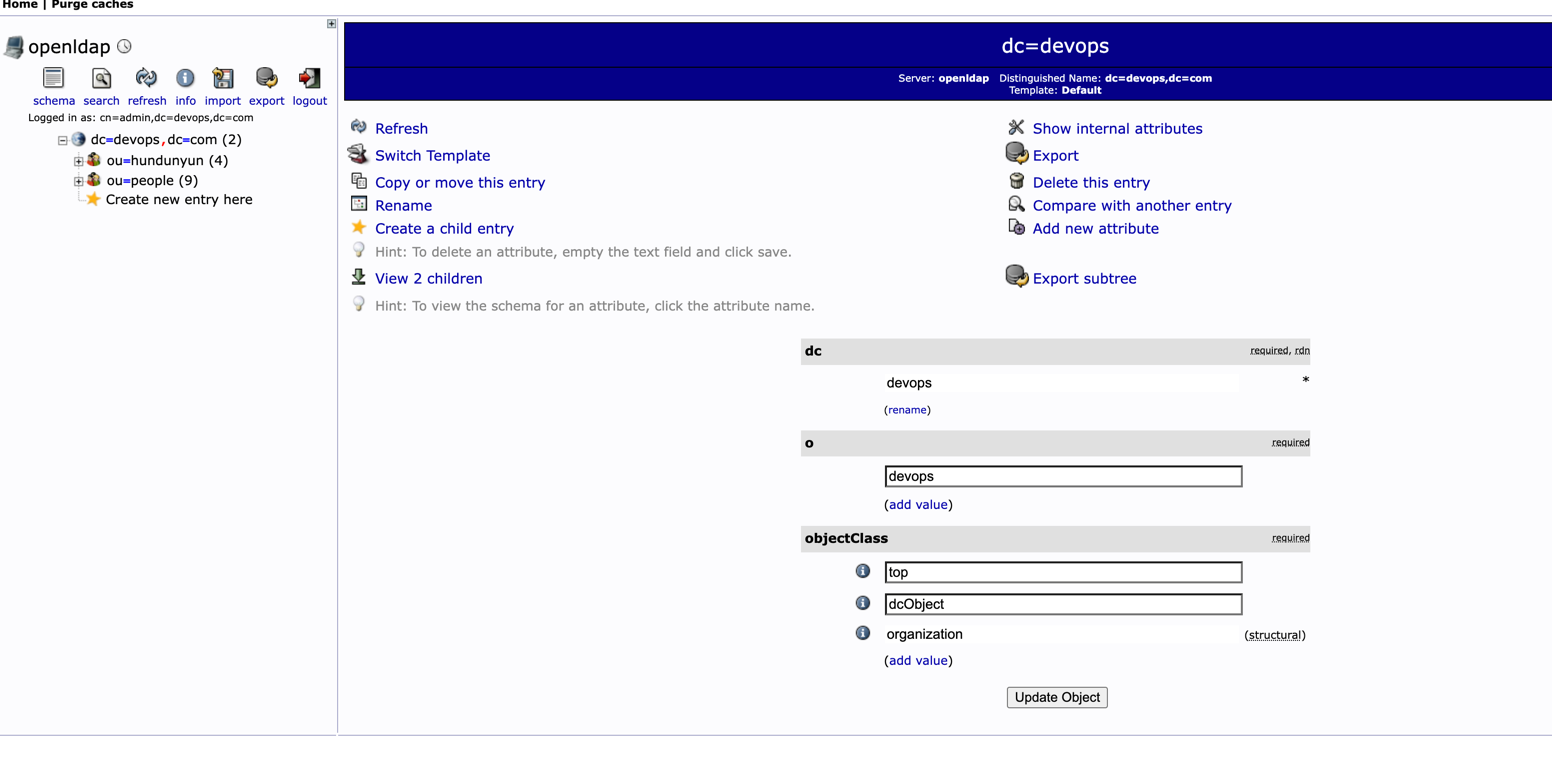 Home | Purge caches
openldap
schema search refresh info import export logout
Logged in as: cn=admin,dc=devops,dc=com
dc=devops,dc=com (2)
ou=hundunyun (4)
ou=people (9)
Create new entry here
dc=devops
Server: openldap Distinguished Name: dc=devops,dc=com
Template: Default
Refresh
Show internal attributes
Switch Template
Export
Copy or move this entry
Delete this entry
Rename
Compare with another entry
Create a child entry
Add new attribute
Hint: To delete an attribute, empty the text field and click save.
View 2 children
Export subtree
Hint: To view the schema for an attribute, click the attribute name.
dc required, rdn
devops *
(rename)
o required
devops
(add value)
objectClass required
top
dcObject
organization (structural)
(add value)
Update Object